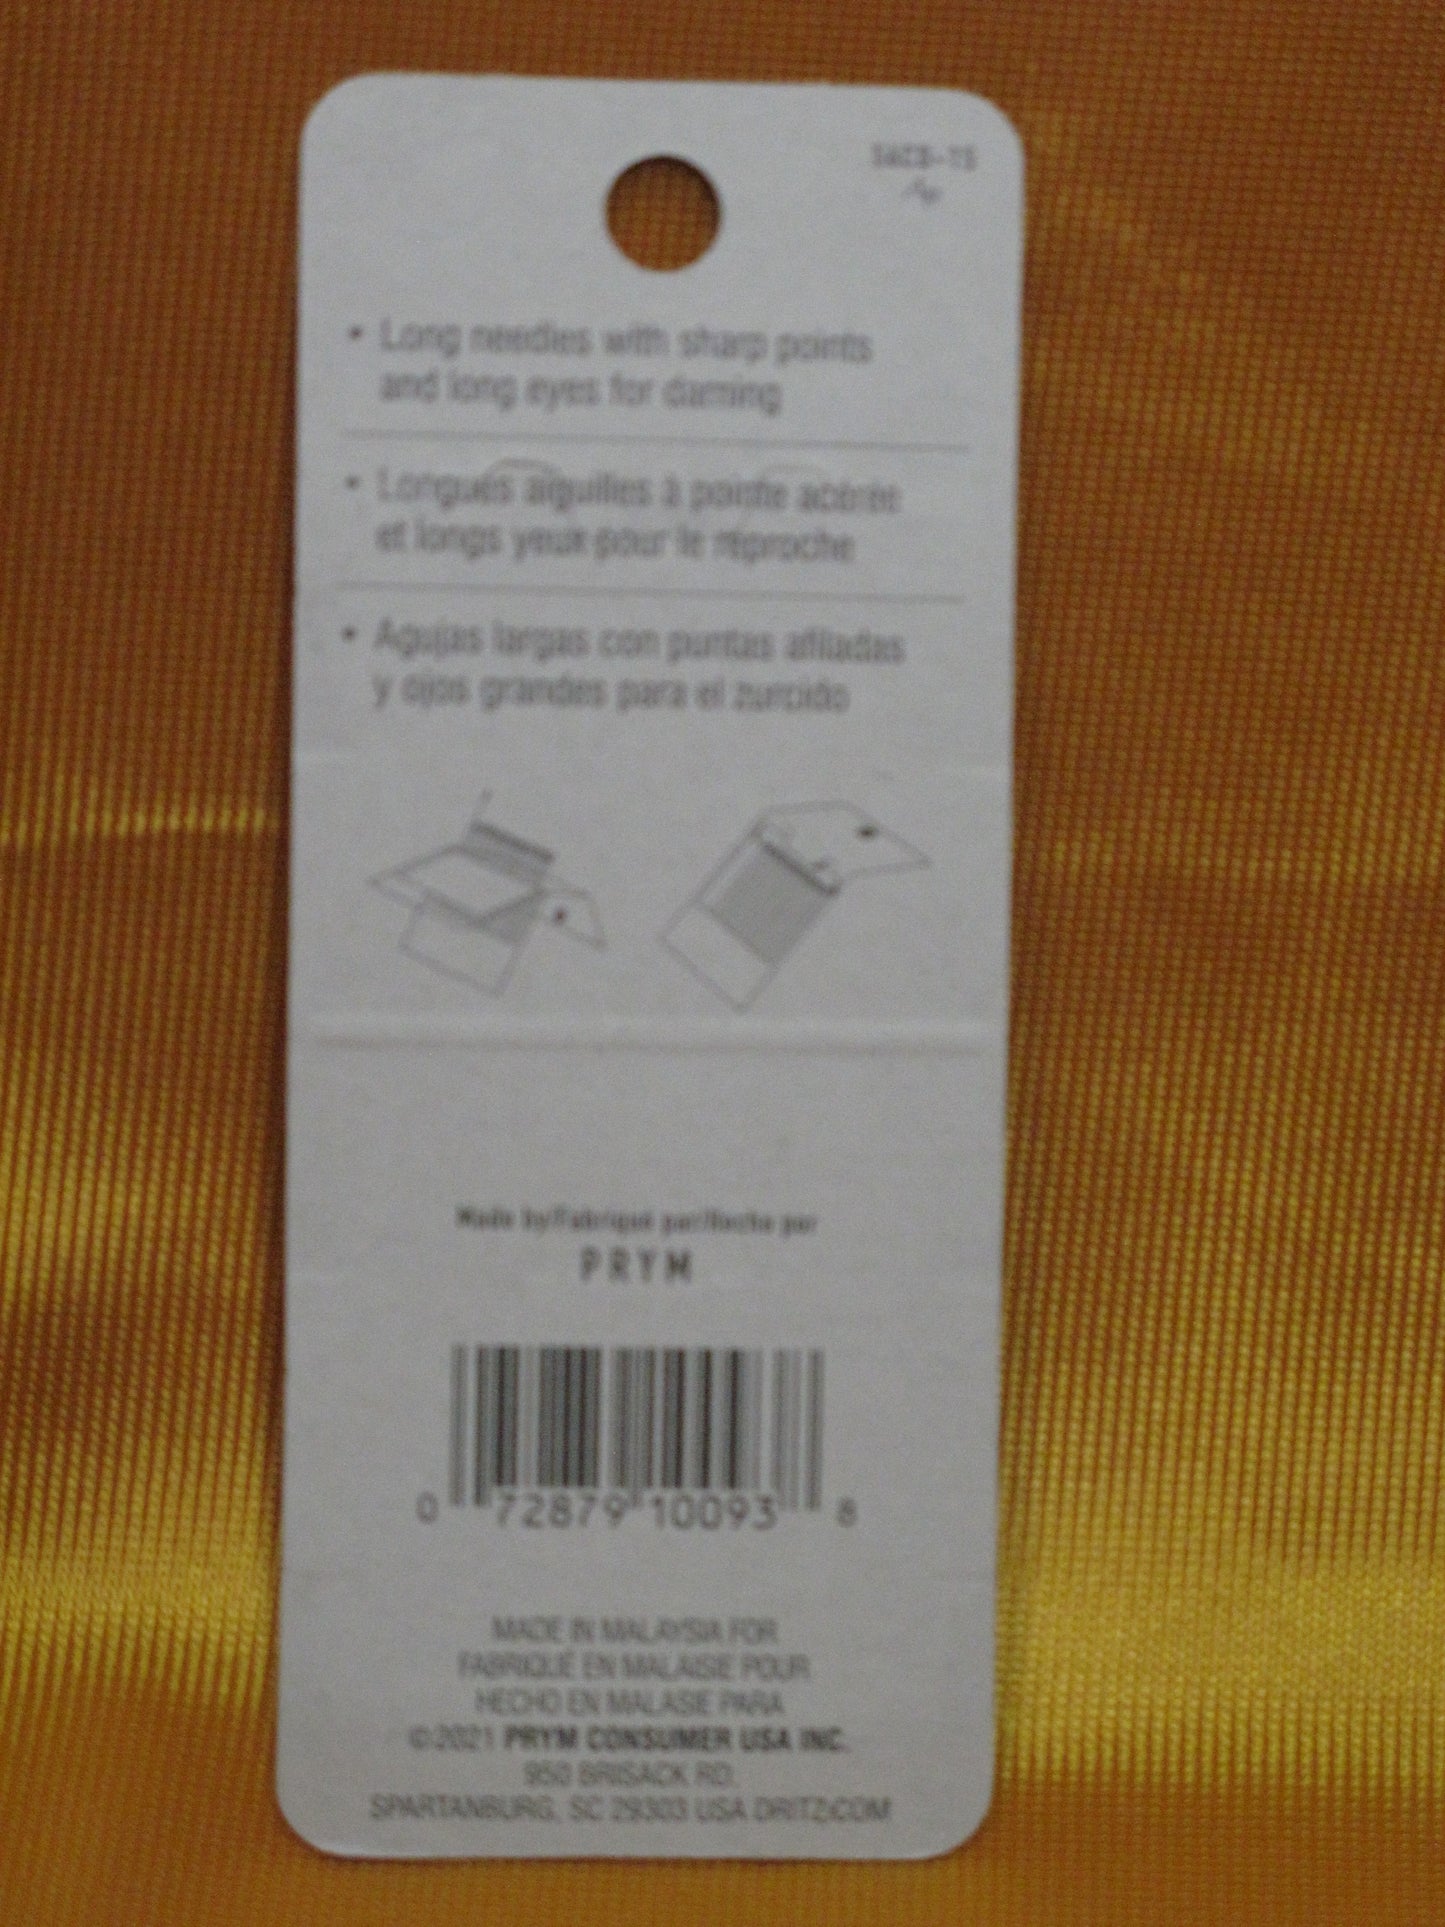 • Long needles with sharp points
and long eyes for darning
• Longues aiguilles à pointe acérée
et longs yeux pour le reproche
• Agujas largas con puntas afiladas
y ojos grandes para el zurcido
Made by/Fabriqué par/Hecho por
PRYM
0 72879 10093 8
MADE IN MALAYSIA FOR
FABRIQUÉ EN MALAISIE POUR
HECHO EN MALASIE PARA
©2021 PRYM CONSUMER USA INC.
950 BRISACK RD.
SPARTANBURG, SC 29303 USA DRITZ.COM